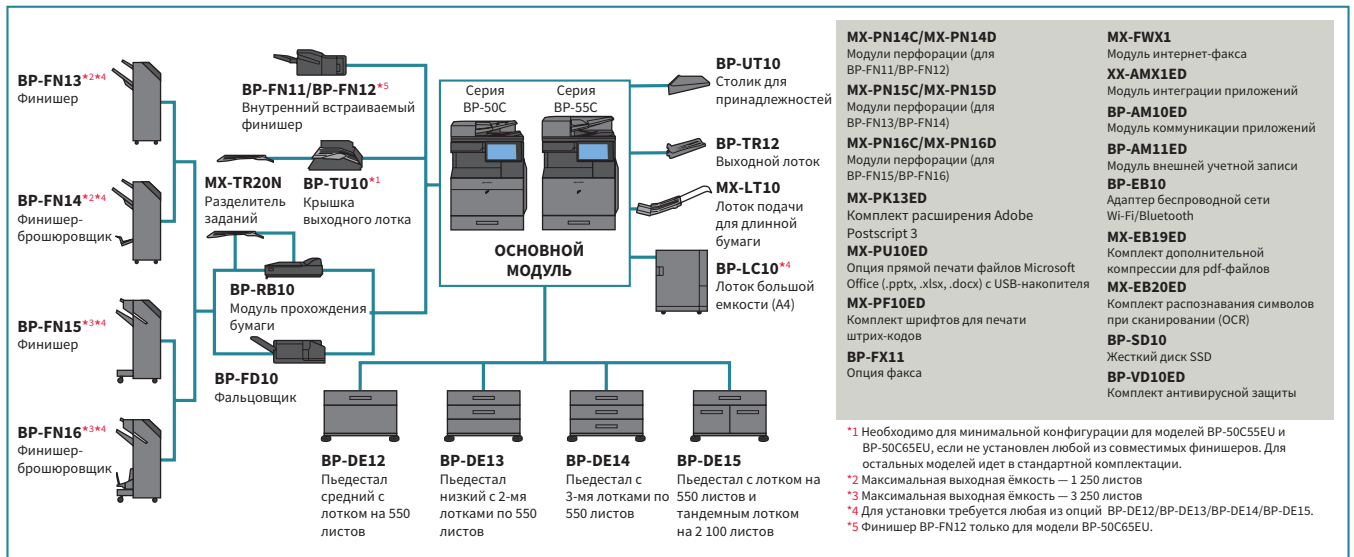 BP-FN13*2*4
Финишер
BP-FN14*2*4
Финишер-
брошюровщик
BP-FN15*3*4
Финишер
BP-FN16*3*4
Финишер-
брошюровщик
BP-FN11/BP-FN12*5
Внутренний встраиваемый
финишер
MX-TR20N
Разделитель
заданий
BP-TU10*1
Крышка
выходного лотка
BP-RB10
Модуль прохождения
бумаги
BP-FD10
Фальцовщик
Серия
BP-50C
Серия
BP-55C
ОСНОВНОЙ
МОДУЛЬ
BP-UT10
Столик для
принадлежностей
BP-TR12
Выходной лоток
MX-LT10
Лоток подачи
для длинной
бумаги
BP-LC10*4
Лоток большой
емкости (A4)
BP-DE12
Пьедестал
средний с
лотком на 550
листов
BP-DE13
Пьедестал
низкий с 2-мя
лотками по 550
листов
BP-DE14
Пьедестал с
3-мя лотками по
550 листов
BP-DE15
Пьедестал с лотком на
550 листов и
тандемным лотком
на 2 100 листов
MX-PN14C/MX-PN14D
Модули перфорации (для
BP-FN11/BP-FN12)
MX-PN15C/MX-PN15D
Модули перфорации (для
BP-FN13/BP-FN14)
MX-PN16C/MX-PN16D
Модули перфорации (для
BP-FN15/BP-FN16)
MX-PK13ED
Комплект расширения Adobe
Postscript 3
MX-PU10ED
Опция прямой печати файлов Microsoft
Office (.pptx, .xlsx, .docx) с USB-накопителя
MX-PF10ED
Комплект шрифтов для печати
штрих-кодов
BP-FX11
Опция факса
MX-FWX1
Модуль интернет-факса
XX-AMX1ED
Модуль интеграции приложений
BP-AM10ED
Модуль коммуникации приложений
BP-AM11ED
Модуль внешней учетной записи
BP-EB10
Адаптер беспроводной сети
Wi-Fi/Bluetooth
MX-EB19ED
Комплект дополнительной
компрессии для pdf-файлов
MX-EB20ED
Комплект распознавания символов
при сканировании (OCR)
BP-SD10
Жесткий диск SSD
BP-VD10ED
Комплект антивирусной защиты
*1 Необходимо для минимальной конфигурации для моделей BP-50C55EU и
BP-50C65EU, если не установлен любой из совместимых финишеров. Для
остальных моделей идет в стандартной комплектации.
*2 Максимальная выходная ёмкость — 1 250 листов
*3 Максимальная выходная ёмкость — 3 250 листов
*4 Для установки требуется любая из опций BP-DE12/BP-DE13/BP-DE14/BP-DE15.
*5 Финишер BP-FN12 только для модели BP-50C65EU.